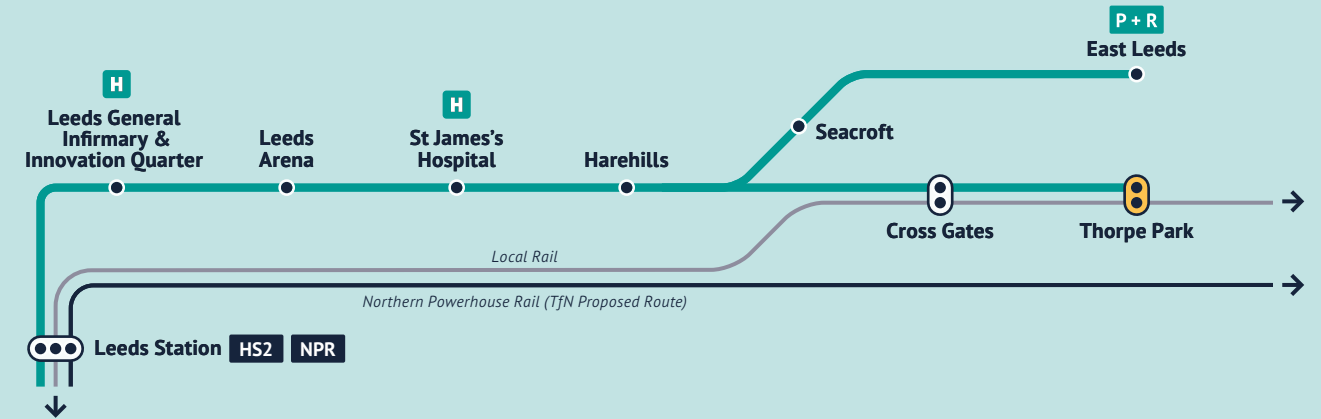 P + R
East Leeds
H
Leeds General
Infirmary &
Innovation Quarter
Leeds
Arena
H
St James’s
Hospital
Harehills
Seacroft
Cross Gates
Thorpe Park
Local Rail
Northern Powerhouse Rail (TfN Proposed Route)
Leeds Station HS2 NPR